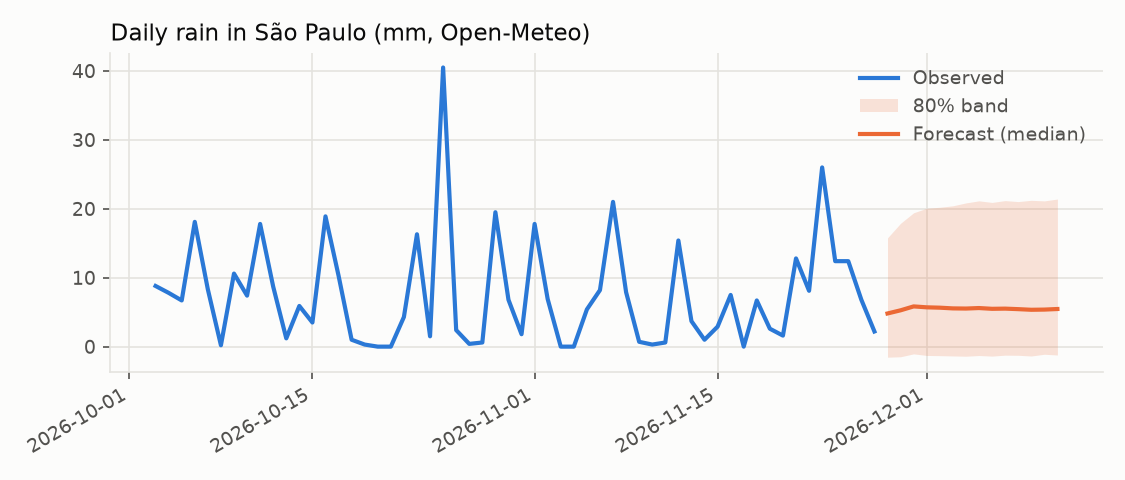 Daily rain in São Paulo (mm, Open-Meteo)
Observed
80% band
Forecast (median)
40
30
20
10
0
2026-10-01
2026-10-15
2026-11-01
2026-11-15
2026-12-01